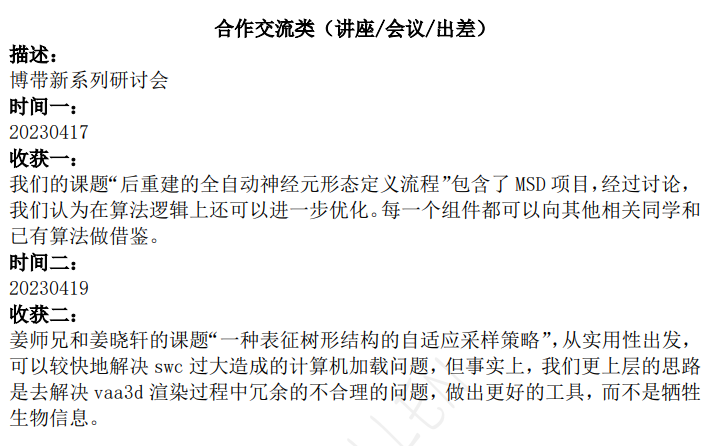 合作交流类（讲座/会议/出差）
描述：
博带新系列研讨会
时间一：
20230417
收获一：
我们的课题“后重建的全自动神经元形态定义流程”包含了 MSD 项目，经过讨论，
我们认为在算法逻辑上还可以进一步优化。每一个组件都可以向其他相关同学和
已有算法做借鉴。
时间二：
20230419
收获二：
姜师兄和姜晓轩的课题“一种表征树形结构的自适应采样策略”，从实用性出发，
可以较快地解决 swc 过大造成的计算机加载问题，但事实上，我们更上层的思路
是去解决 vaa3d 渲染过程中冗余的不合理的问题，做出更好的工具，而不是牺牲
生物信息。